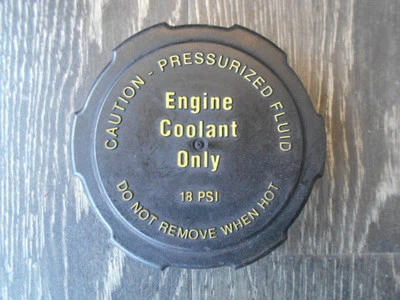 CAUTION - PRESSURIZED FLUID
Engine
Coolant
Only
18 PSI
DO NOT REMOVE WHEN HOT